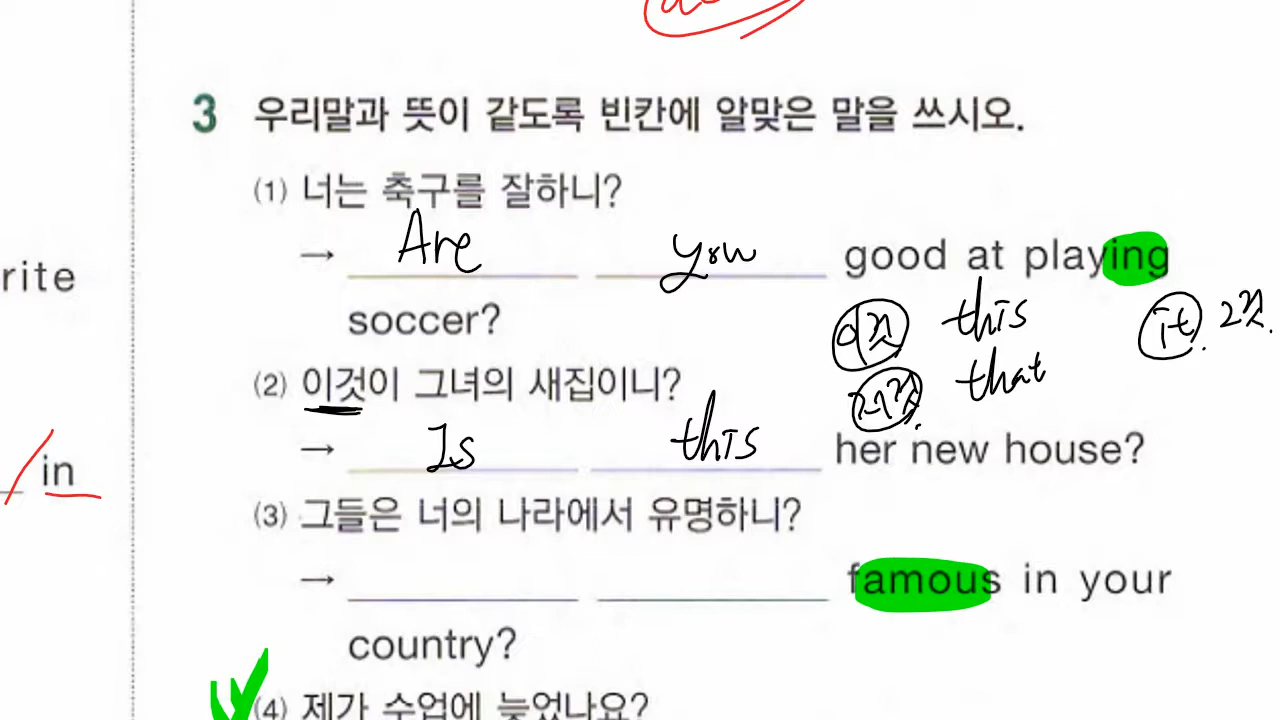 3 우리말과 뜻이 같도록 빈칸에 알맞은 말을 쓰시오.
(1) 너는 축구를 잘하니?
→ Are you good at playing
rite
soccer?
이것 this it 그것.
저것. that
(2) 이것이 그녀의 새집이니?
→ Is this her new house?
in
(3) 그들은 너의 나라에서 유명하니?
→ famous in your
country?
(4) 제가 수업에 늦었나요?